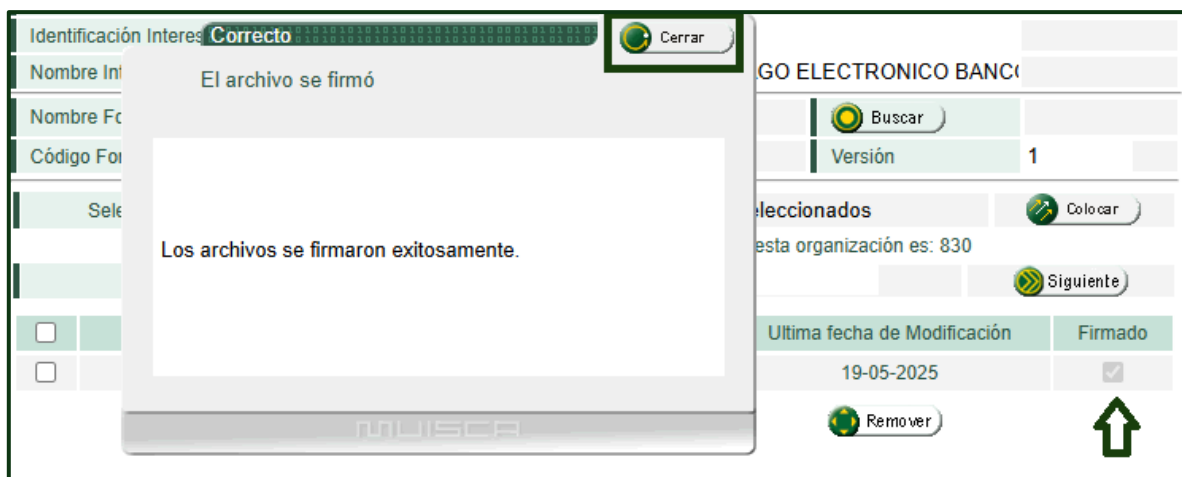 Identificación Interes
Correcto
Cerrar
Nombre Int
El archivo se firmó
GO ELECTRONICO BANC
Nombre Fo
Buscar
Código For
Versión 1
Sele
leccionados
Colocar
Los archivos se firmaron exitosamente.
esta organización es: 830
Siguiente
Ultima fecha de Modificación
Firmado
19-05-2025
MUISCA
Remover